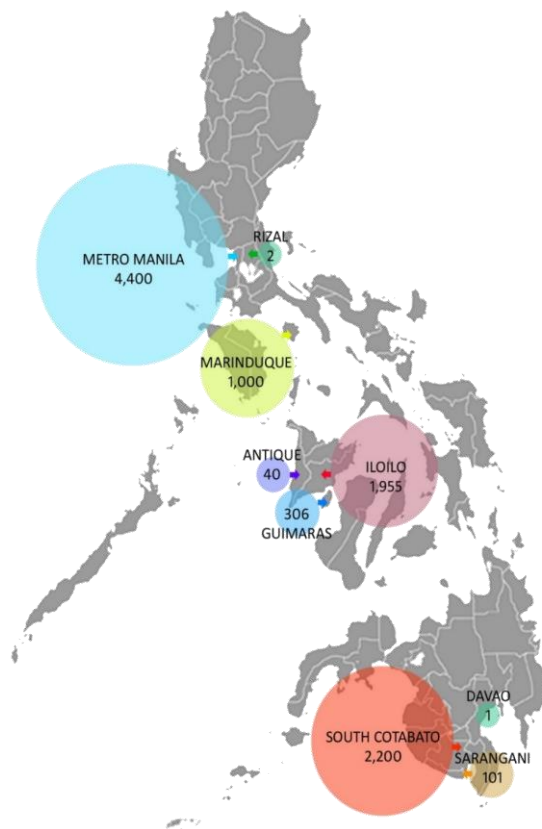 RIZAL
2
METRO MANILA
4,400
MARINDUQUE
1,000
ANTIQUE
40
ILOILO
1,955
306
GUIMARAS
DAVAO
1
SOUTH COTABATO
2,200
SARANGANI
101